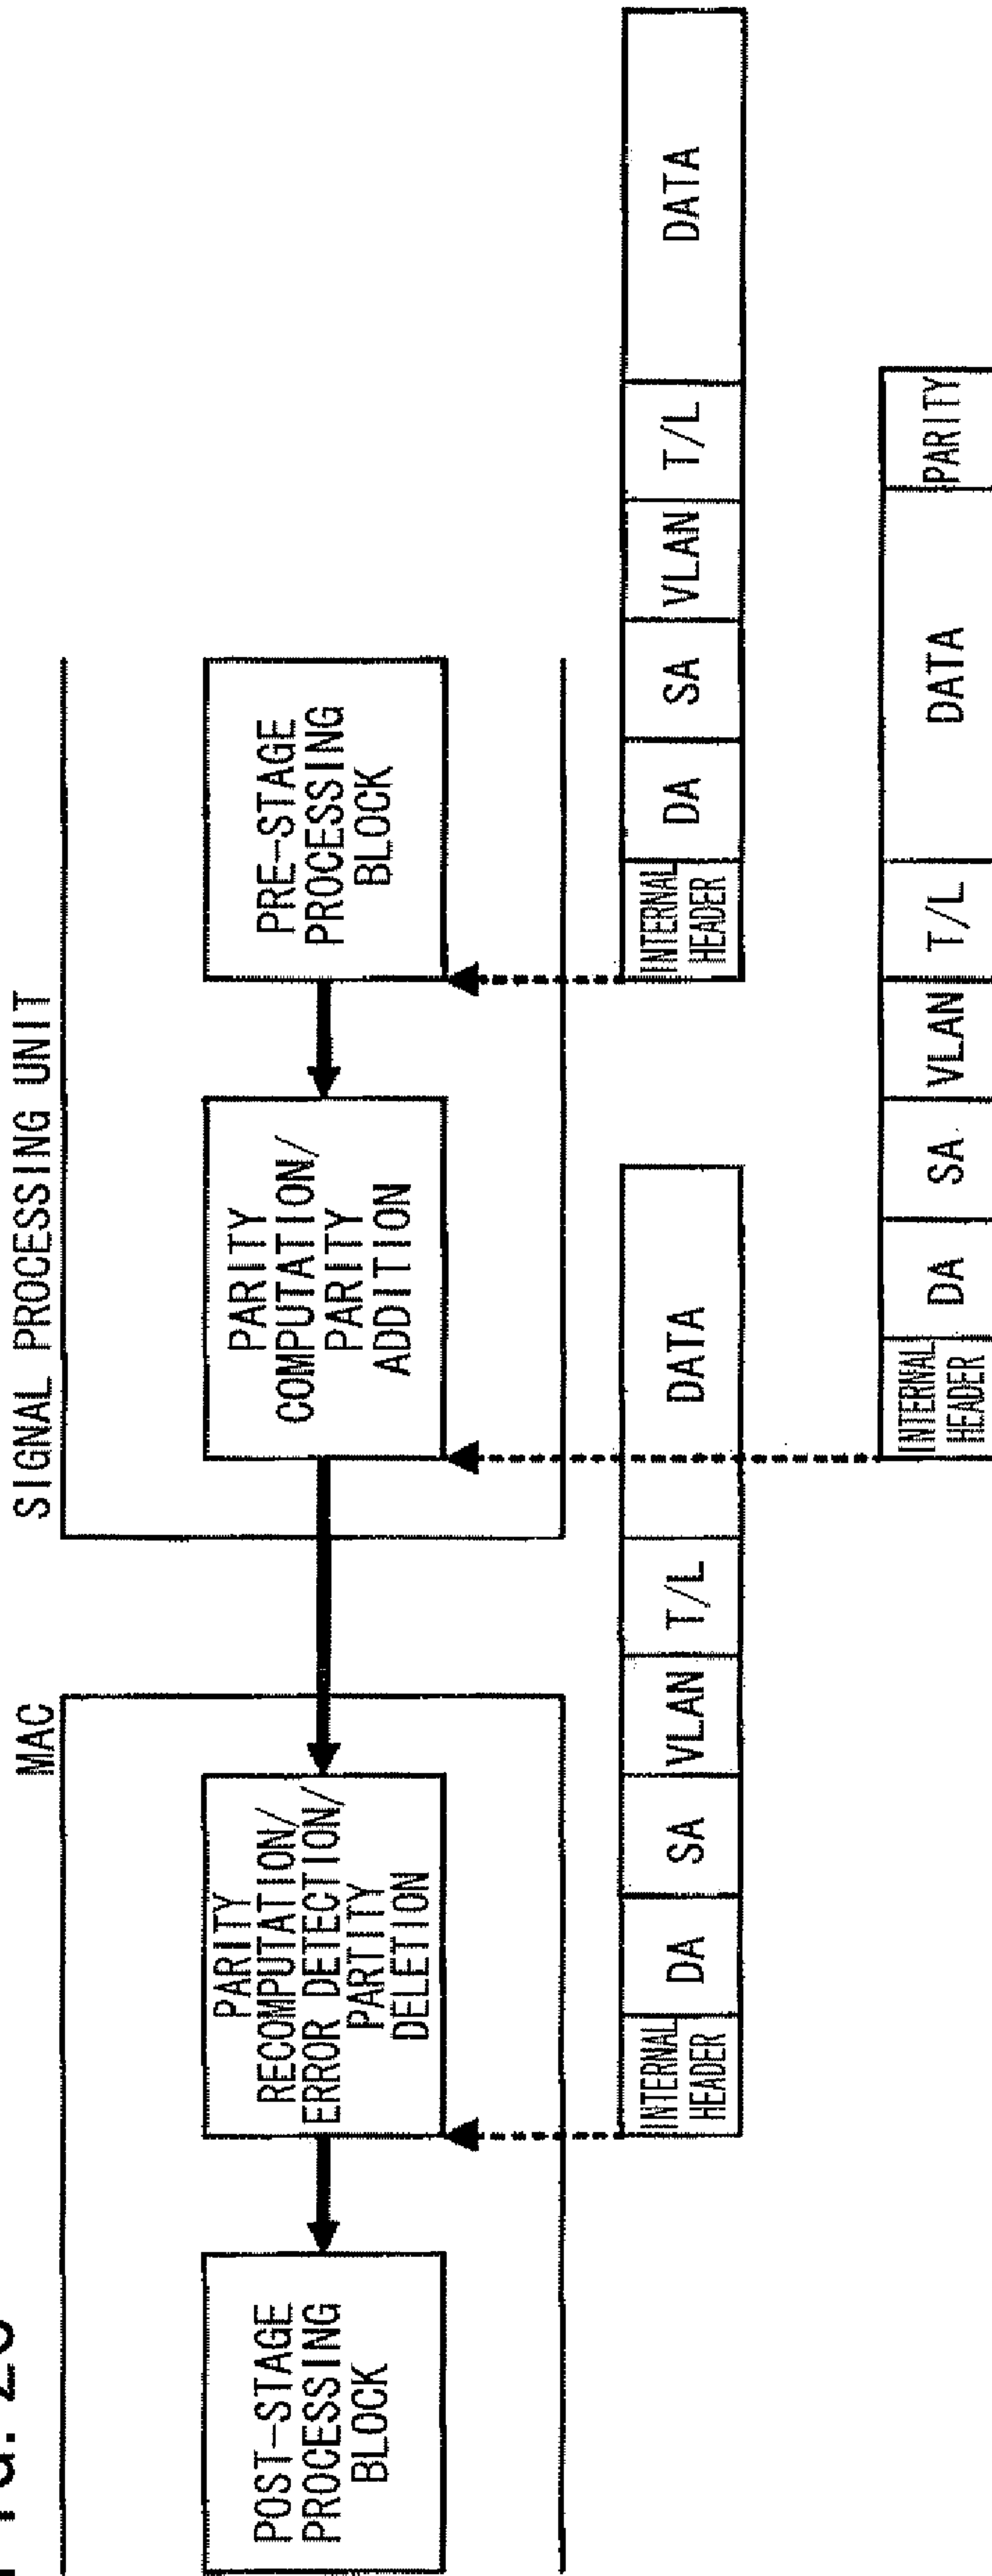 MAC
SIGNAL PROCESSING UNIT
POST-STAGE
PROCESSING
BLOCK
PARITY
RECOMPUTATION/
ERROR DETECTION/
PARTITY
DELETION
PARITY
COMPUTATION/
PARITY
ADDITION
PRE-STAGE
PROCESSING
BLOCK
INTERNAL
HEADER
DA
SA
VLAN
T/L
DATA
INTERNAL
HEADER
DA
SA
VLAN
T/L
DATA
INTERNAL
HEADER
DA
SA
VLAN
T/L
DATA
PARITY